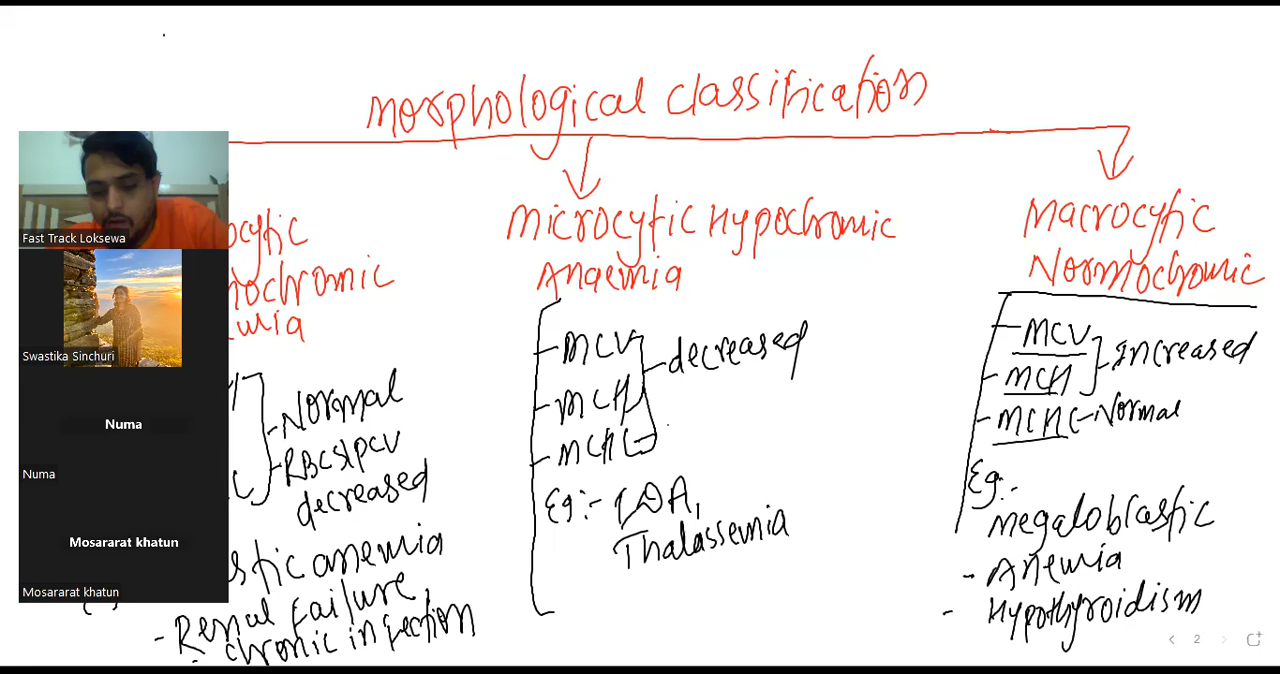 morphological classification
Fast Track Loksewa
Swastika Sinchuri
Numa
Numa
Mosararat khatun
Mosararat khatun
ocytic
ochromic
mia
Normal
RBCs
PCV
decreased
stic anemia
- Renal failure,
- chronic infection
Microcytic Hypochromic
Anaemia
- MCV
- MCH
- MCHC
decreased
Eg:- IDA,
Thalassemia
Macrocytic
Normochromic
- MCV
- MCH
increased
- MCHC - Normal
Eg:-
megaloblastic
- Anemia
- Hypothyroidism
2